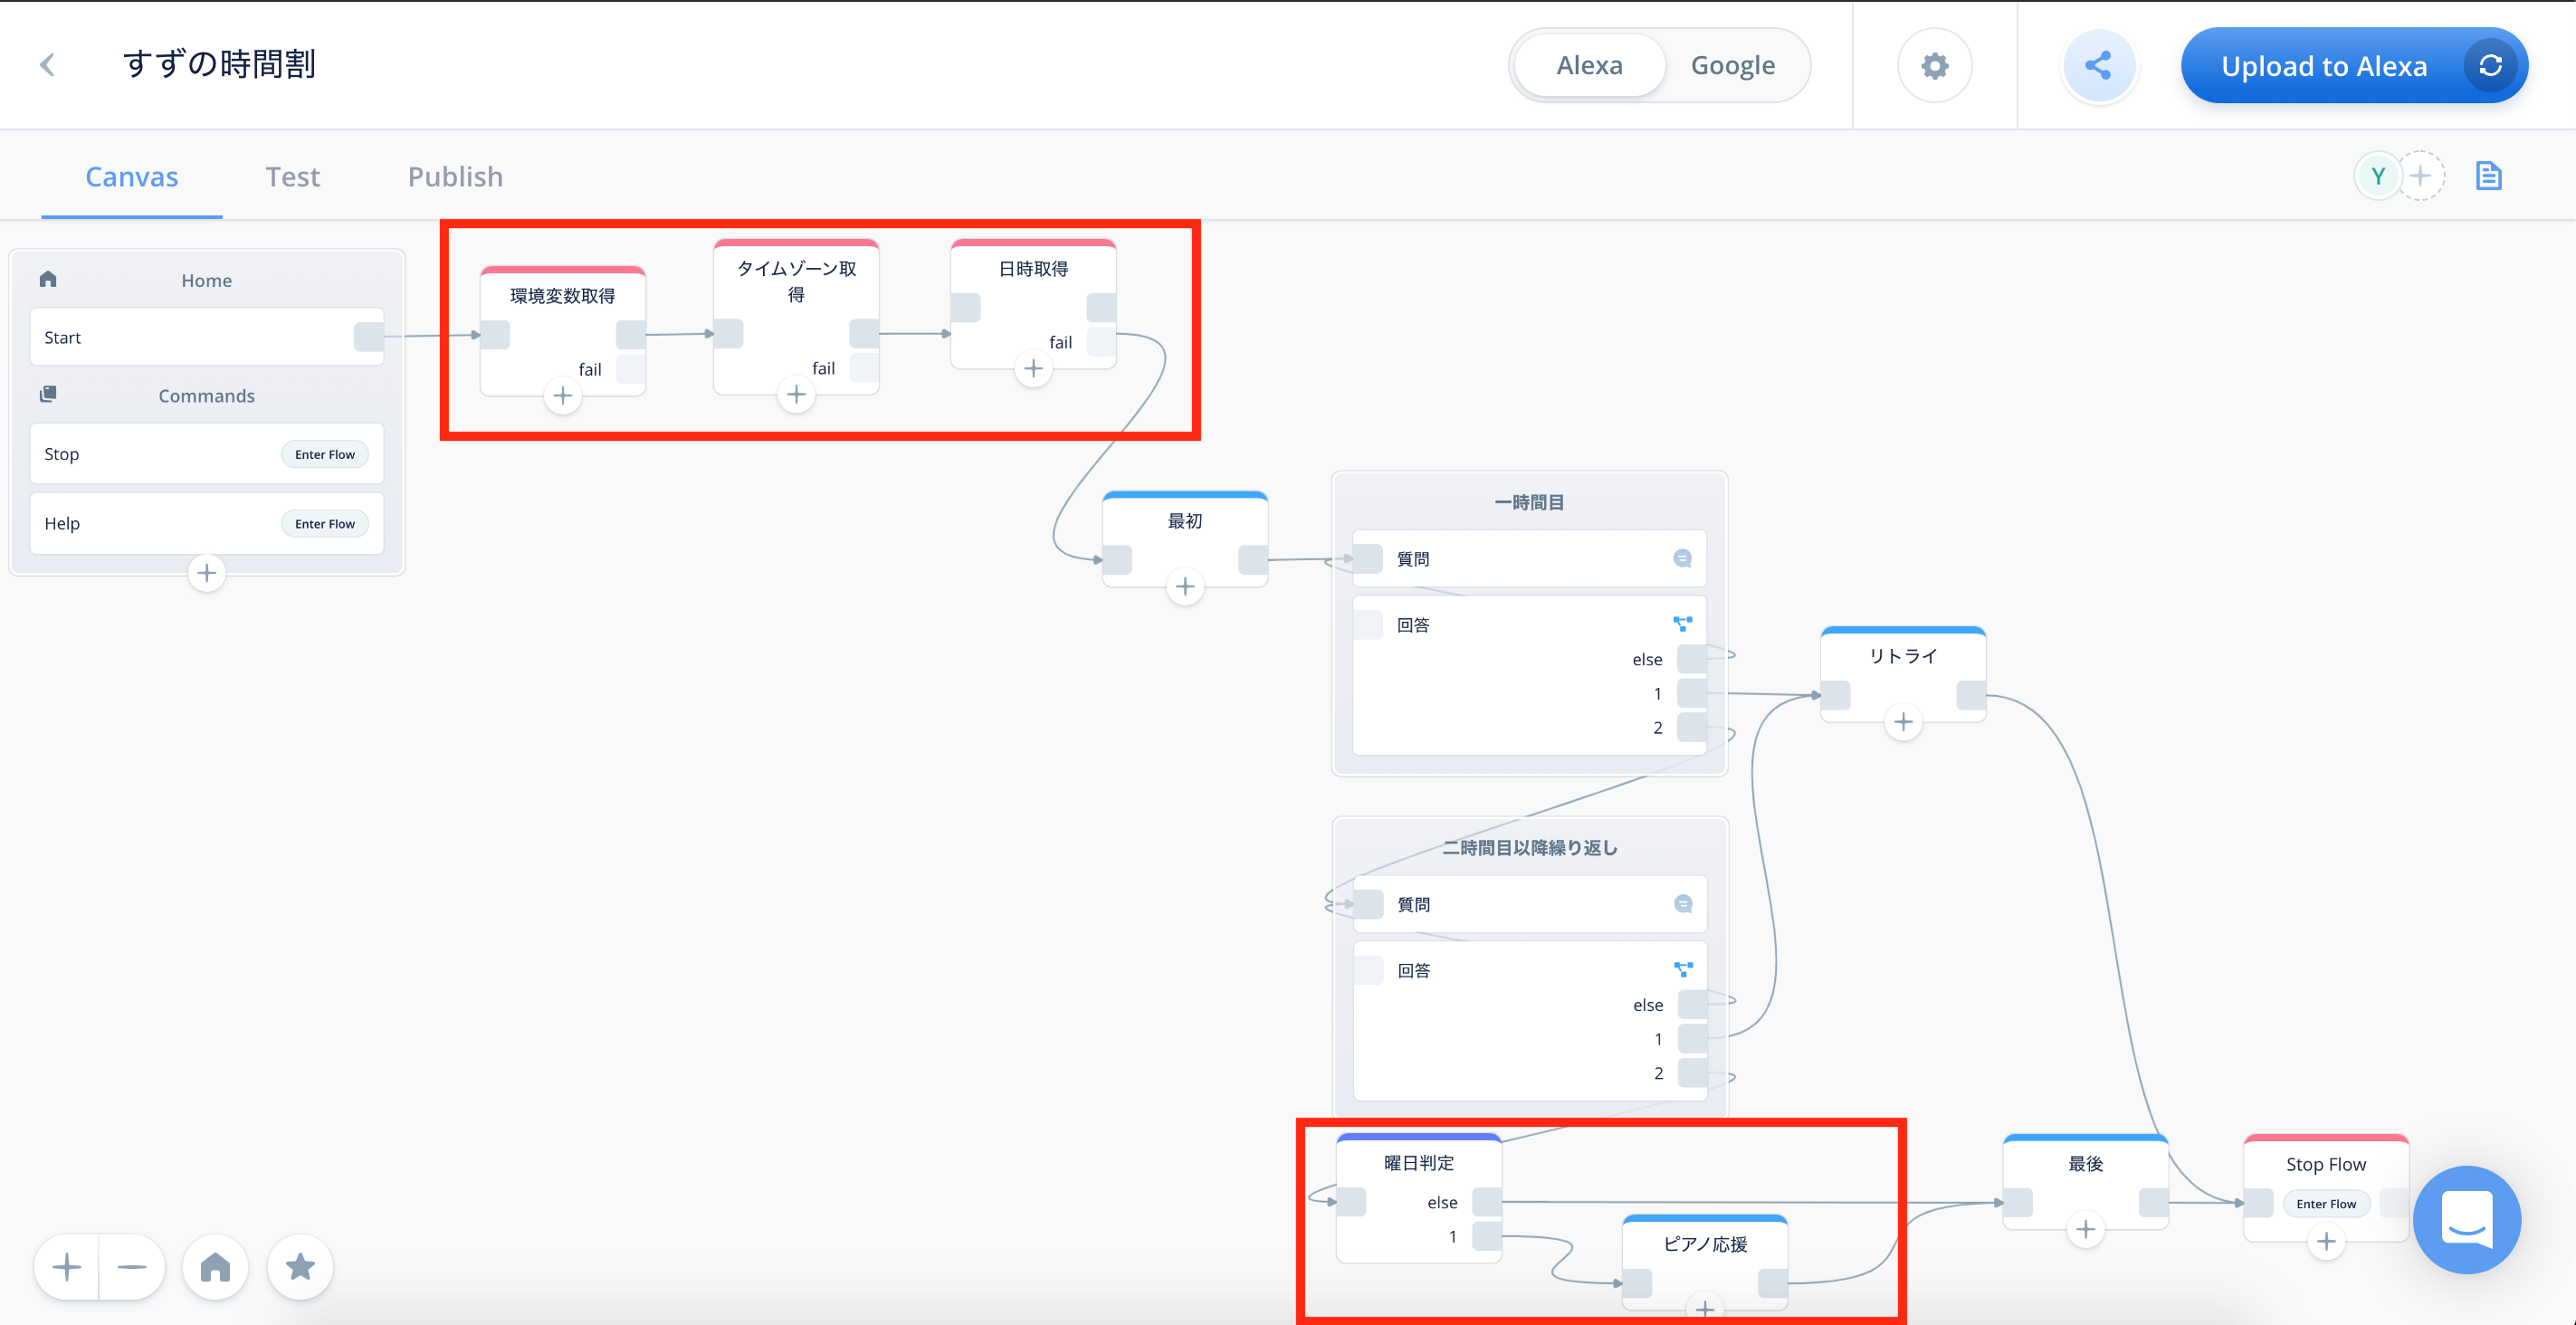 すずの時間割
Alexa
Google
Upload to Alexa
Canvas
Test
Publish
Y
Home
Start
Commands
Stop
Enter Flow
Help
Enter Flow
環境変数取得
fail
タイムゾーン取
得
fail
日時取得
fail
最初
一時間目
質問
回答
else
1
2
リトライ
二時間目以降繰り返し
質問
回答
else
1
2
曜日判定
else
1
ピアノ応援
最後
Stop Flow
Enter Flow